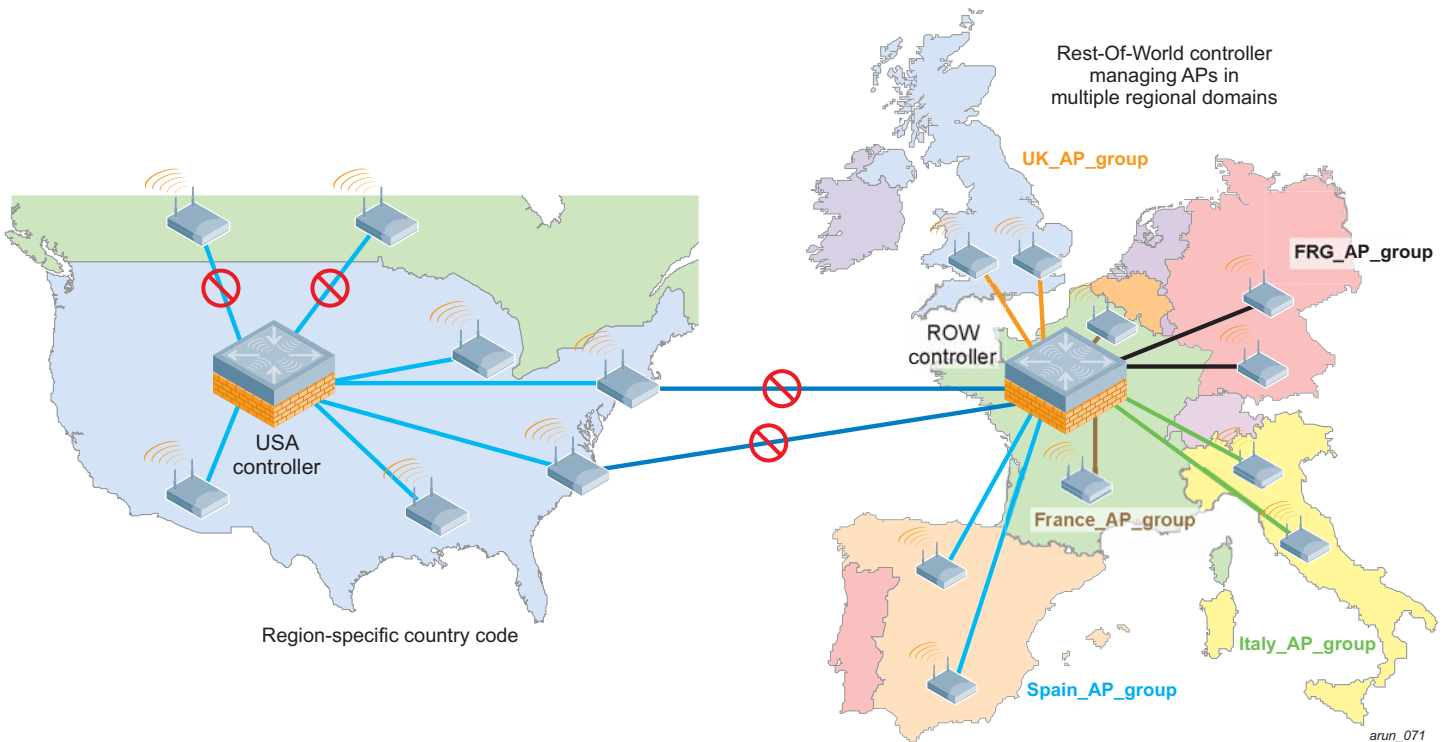 Rest-Of-World controller
managing APs in
multiple regional domains
UK_AP_group
FRG_AP_group
ROW
controller
USA
controller
France_AP_group
Region-specific country code
Italy_AP_group
Spain_AP_group
arun_071